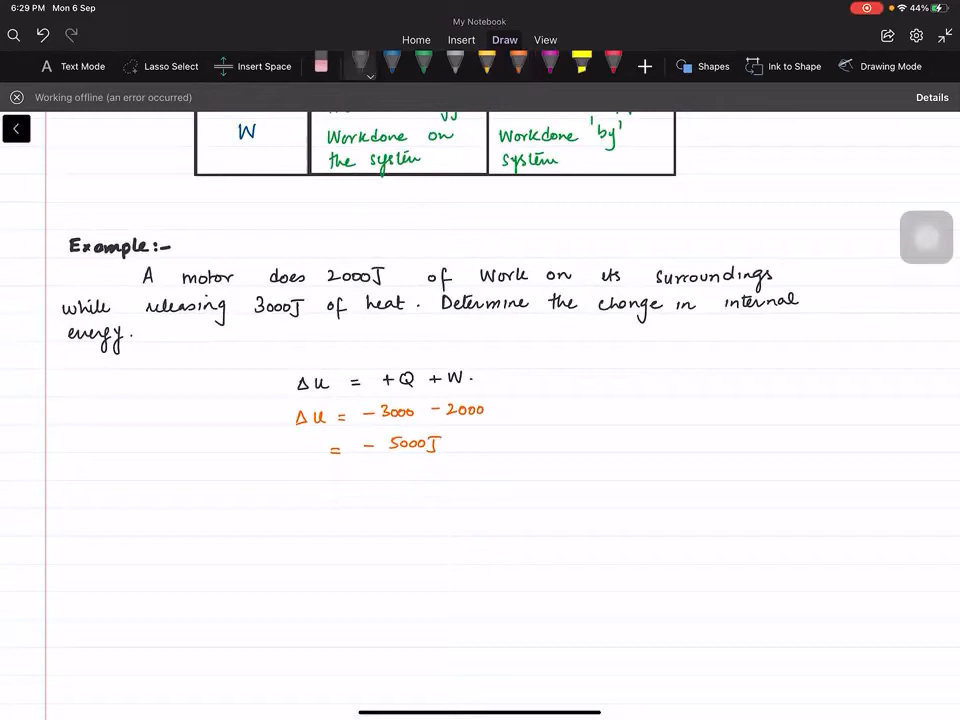 6:29 PM Mon 6 Sep
44%
My Notebook
Home Insert Draw View
A Text Mode Lasso Select Insert Space Shapes Ink to Shape Drawing Mode
Working offline (an error occurred) Details
W
Workdone on
the system
Workdone 'by'
system
Example:-
A motor does 2000J of work on its surroundings
while releasing 3000J of heat. Determine the change in internal
energy.
ΔU = +Q +W.
ΔU = -3000 -2000
= - 5000J